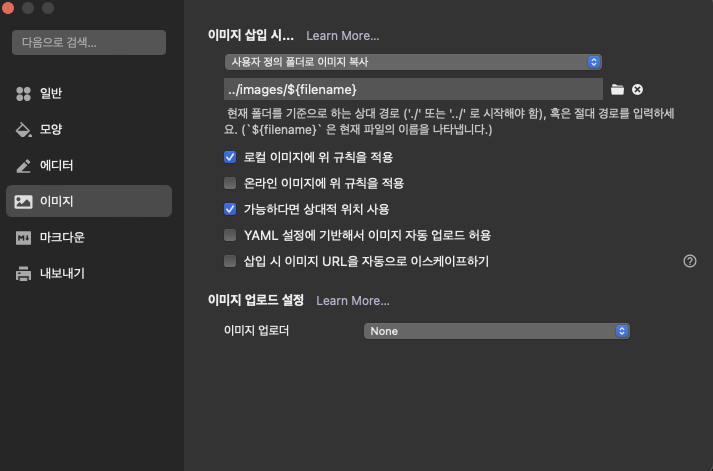 다음으로 검색...
일반
모양
에디터
이미지
마크다운
내보내기
이미지 삽입 시... Learn More...
사용자 정의 폴더로 이미지 복사
../images/${filename}
현재 폴더를 기준으로 하는 상대 경로 ('./' 또는 '../' 로 시작해야 함), 혹은 절대 경로를 입력하세
요. (`${filename}` 은 현재 파일의 이름을 나타냅니다.)
로컬 이미지에 위 규칙을 적용
온라인 이미지에 위 규칙을 적용
가능하다면 상대적 위치 사용
YAML 설정에 기반해서 이미지 자동 업로드 허용
삽입 시 이미지 URL을 자동으로 이스케이프하기
이미지 업로드 설정 Learn More...
이미지 업로더 None